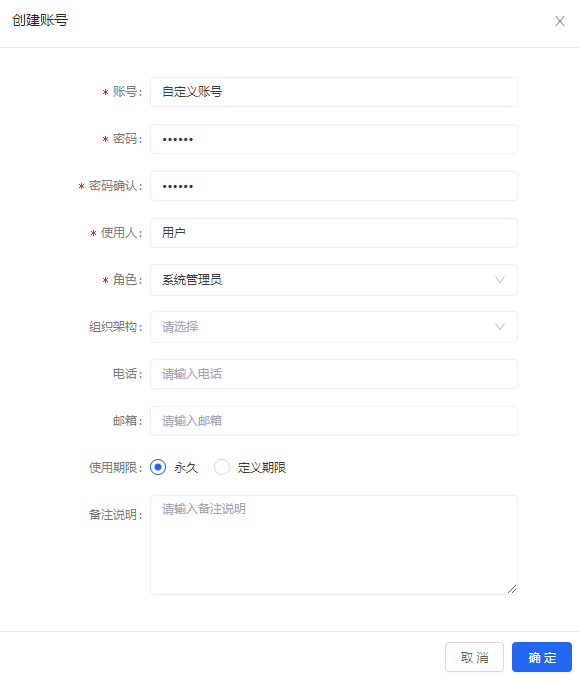 创建账号
* 账号: 自定义账号
* 密码: ••••••
* 密码确认: ••••••
* 使用人: 用户
* 角色: 系统管理员
组织架构: 请选择
电话: 请输入电话
邮箱: 请输入邮箱
使用期限: 永久 定义期限
备注说明: 请输入备注说明
取 消 确 定